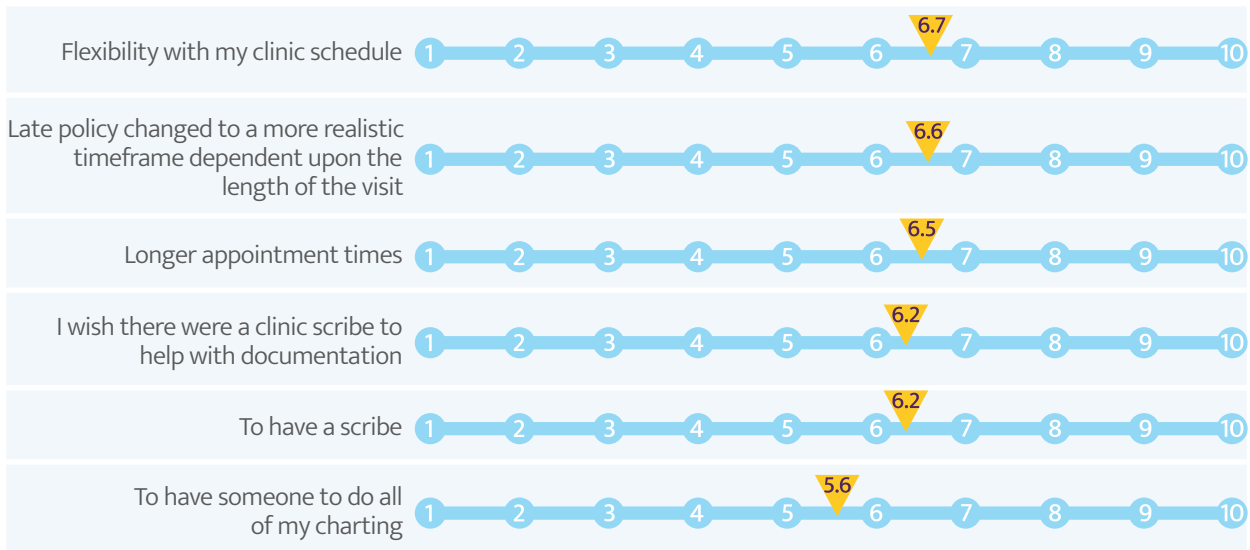 6.7
Flexibility with my clinic schedule 1 2 3 4 5 6 7 8 9 10
6.6
Late policy changed to a more realistic
timeframe dependent upon the 1 2 3 4 5 6 7 8 9 10
length of the visit
6.5
Longer appointment times 1 2 3 4 5 6 7 8 9 10
6.2
I wish there were a clinic scribe to
help with documentation 1 2 3 4 5 6 7 8 9 10
6.2
To have a scribe 1 2 3 4 5 6 7 8 9 10
5.6
To have someone to do all
of my charting 1 2 3 4 5 6 7 8 9 10